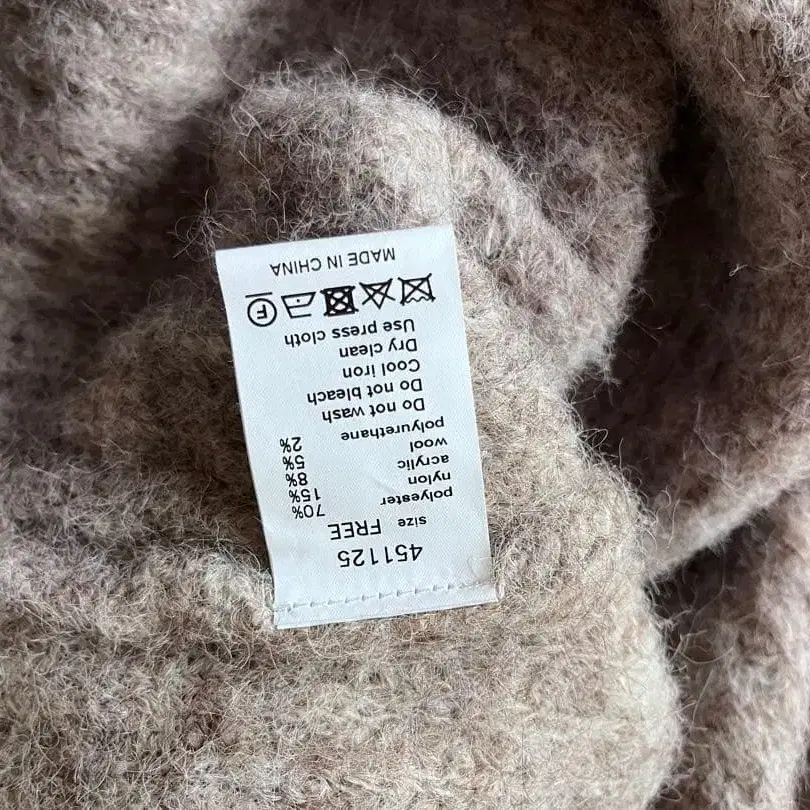 451125
size FREE
polyester 70%
nylon 15%
acrylic 8%
wool 5%
polyurethane 2%
Do not wash
Do not bleach
Cool iron
Dry clean
Use press cloth
F
MADE IN CHINA